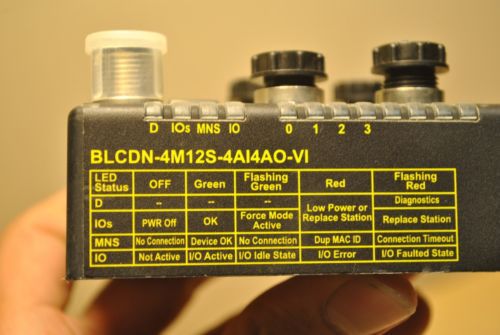 D IOs MNS IO 0 1 2 3
BLCDN-4M12S-4AI4AO-VI
LED Status OFF Green Flashing Green Red Flashing Red
D -- -- -- Low Power or Replace Station Diagnostics
IOs PWR Off OK Force Mode Active Replace Station
MNS No Connection Device OK No Connection Dup MAC ID Connection Timeout
IO Not Active I/O Active I/O Idle State I/O Error I/O Faulted State